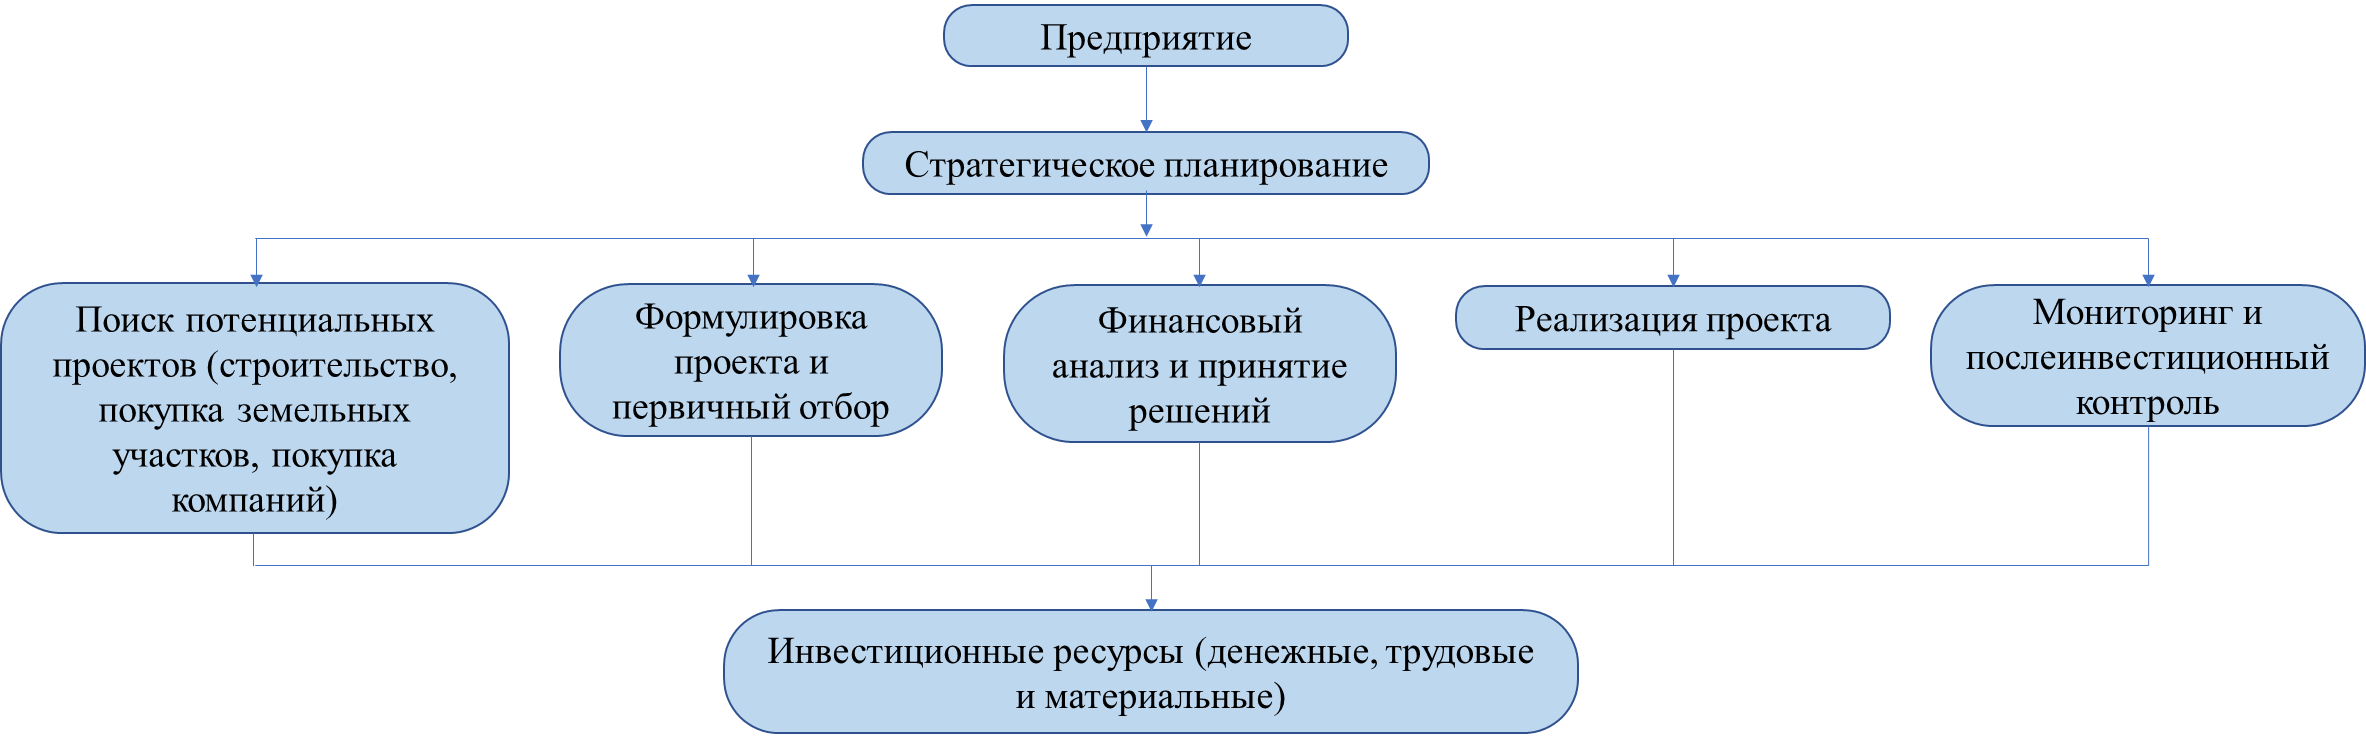 Предприятие
Стратегическое планирование
Поиск потенциальных
проектов (строительство,
покупка земельных
участков, покупка
компаний)
Формулировка
проекта и
первичный отбор
Финансовый
анализ и принятие
решений
Реализация проекта
Мониторинг и
послеинвестиционный
контроль
Инвестиционные ресурсы (денежные, трудовые
и материальные)